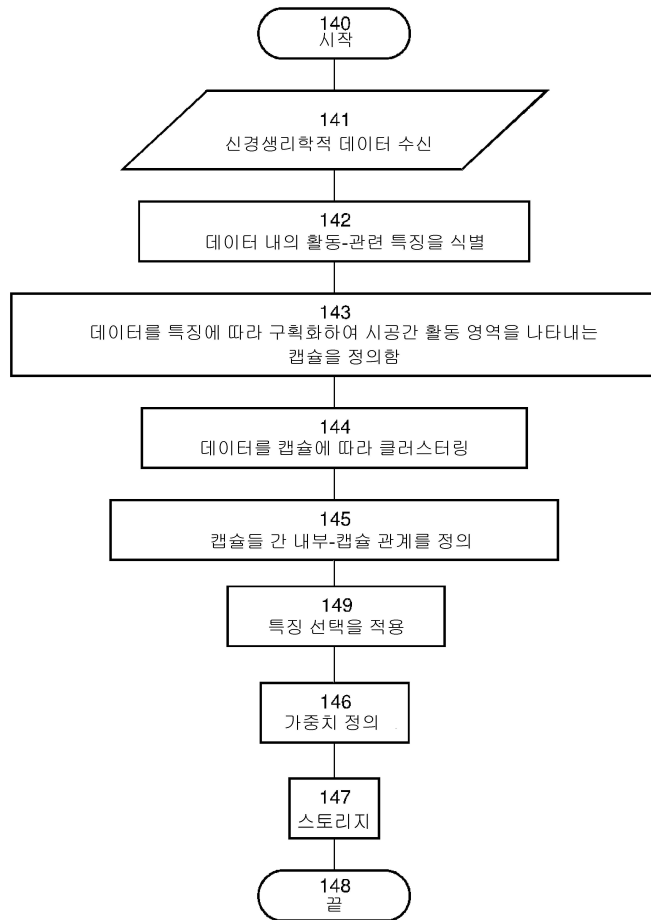 140
시작
141
신경생리학적 데이터 수신
142
데이터 내의 활동-관련 특징을 식별
143
데이터를 특징에 따라 구획화하여 시공간 활동 영역을 나타내는
캡슐을 정의함
144
데이터를 캡슐에 따라 클러스터링
145
캡슐들 간 내부-캡슐 관계를 정의
149
특징 선택을 적용
146
가중치 정의
147
스토리지
148
끝